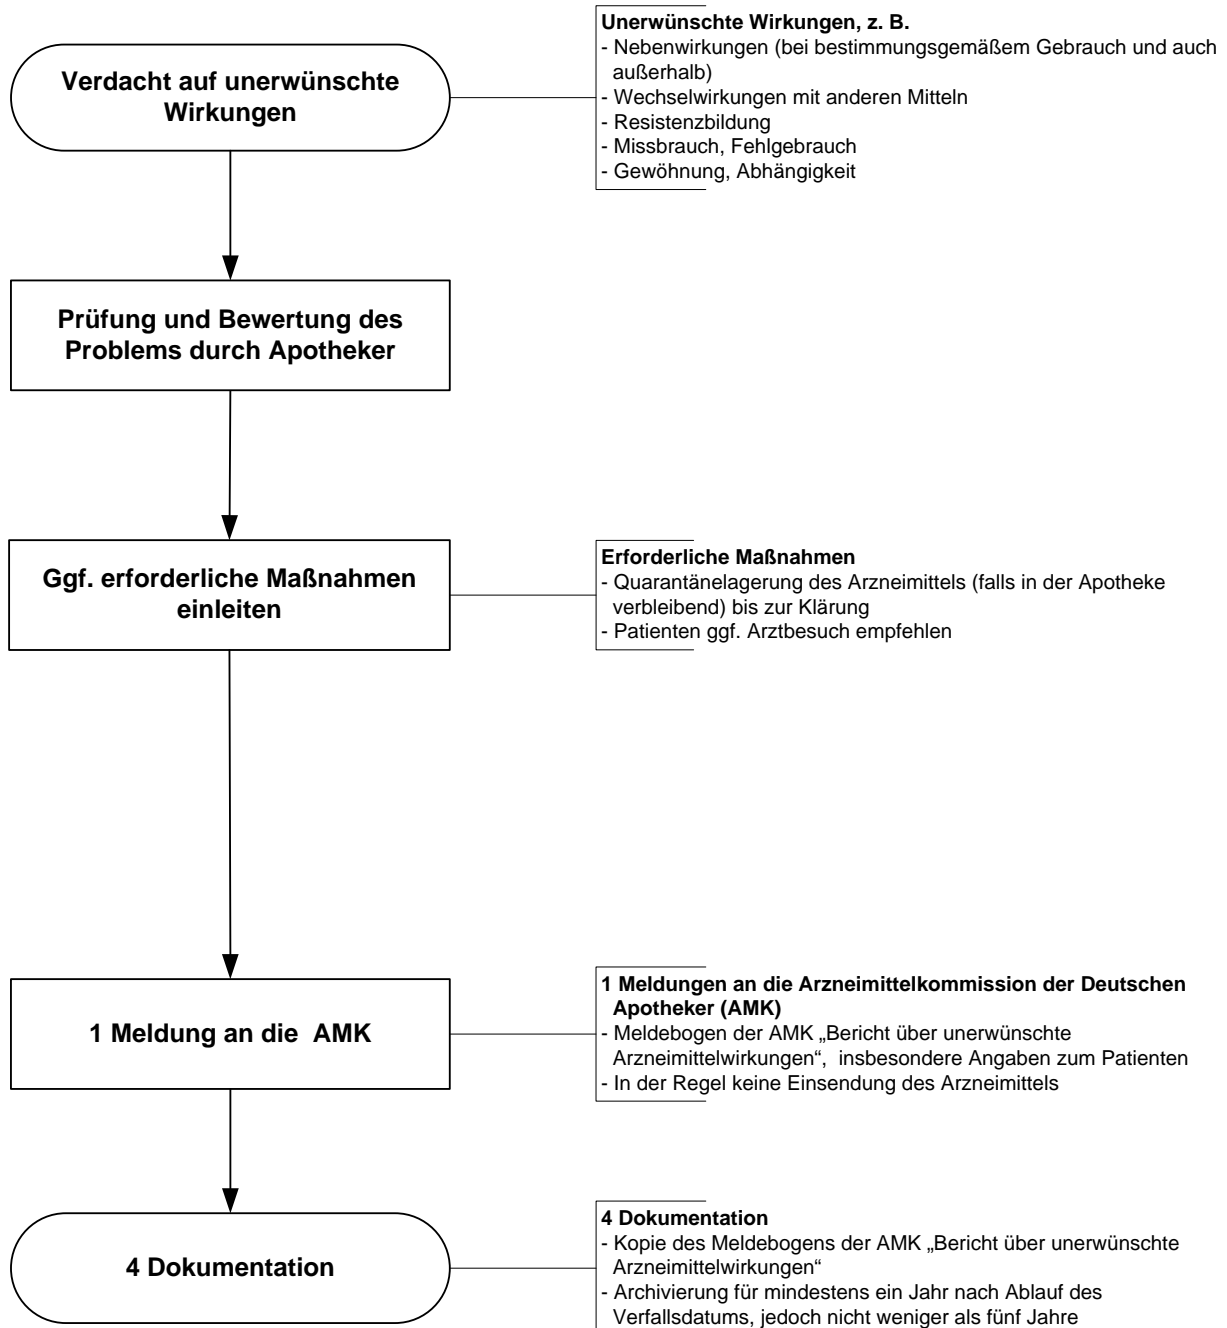 Verdacht auf unerwünschte
Wirkungen
Unerwünschte Wirkungen, z. B.
- Nebenwirkungen (bei bestimmungsgemäßem Gebrauch und auch
außerhalb)
- Wechselwirkungen mit anderen Mitteln
- Resistenzbildung
- Missbrauch, Fehlgebrauch
- Gewöhnung, Abhängigkeit
Prüfung und Bewertung des
Problems durch Apotheker
Ggf. erforderliche Maßnahmen
einleiten
Erforderliche Maßnahmen
- Quarantänelagerung des Arzneimittels (falls in der Apotheke
verbleibend) bis zur Klärung
- Patienten ggf. Arztbesuch empfehlen
1 Meldung an die AMK
1 Meldungen an die Arzneimittelkommission der Deutschen
Apotheker (AMK)
- Meldebogen der AMK „Bericht über unerwünschte
Arzneimittelwirkungen“, insbesondere Angaben zum Patienten
- In der Regel keine Einsendung des Arzneimittels
4 Dokumentation
4 Dokumentation
- Kopie des Meldebogens der AMK „Bericht über unerwünschte
Arzneimittelwirkungen“
- Archivierung für mindestens ein Jahr nach Ablauf des
Verfallsdatums, jedoch nicht weniger als fünf Jahre